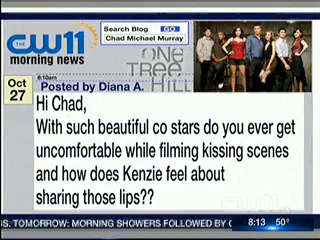 THE CW11
morning news
Search Blog GO
Chad Michael Murray
ONE
TREE
HILL
Oct
27
6:10am
Posted by Diana A.
Hi Chad,
With such beautiful co stars do you ever get
uncomfortable while filming kissing scenes
and how does Kenzie feel about
sharing those lips??
S. TOMORROW: MORNING SHOWERS FOLLOWED BY
8:13 50°